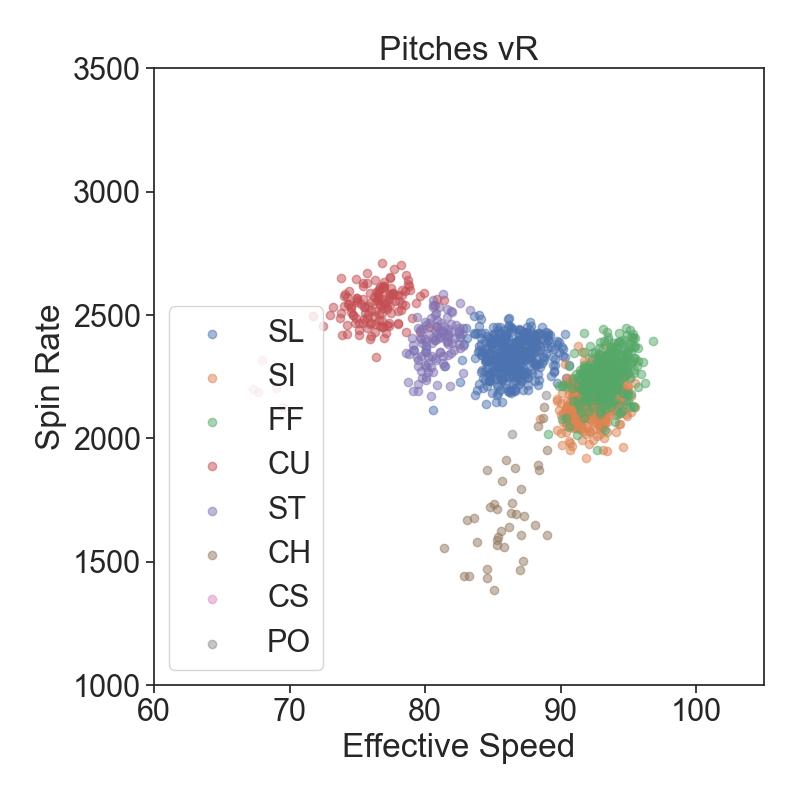 Pitches vR
3500
3000
2500
2000
1500
1000
Spin Rate
SL
SI
FF
CU
ST
CH
CS
PO
60 70 80 90 100
Effective Speed